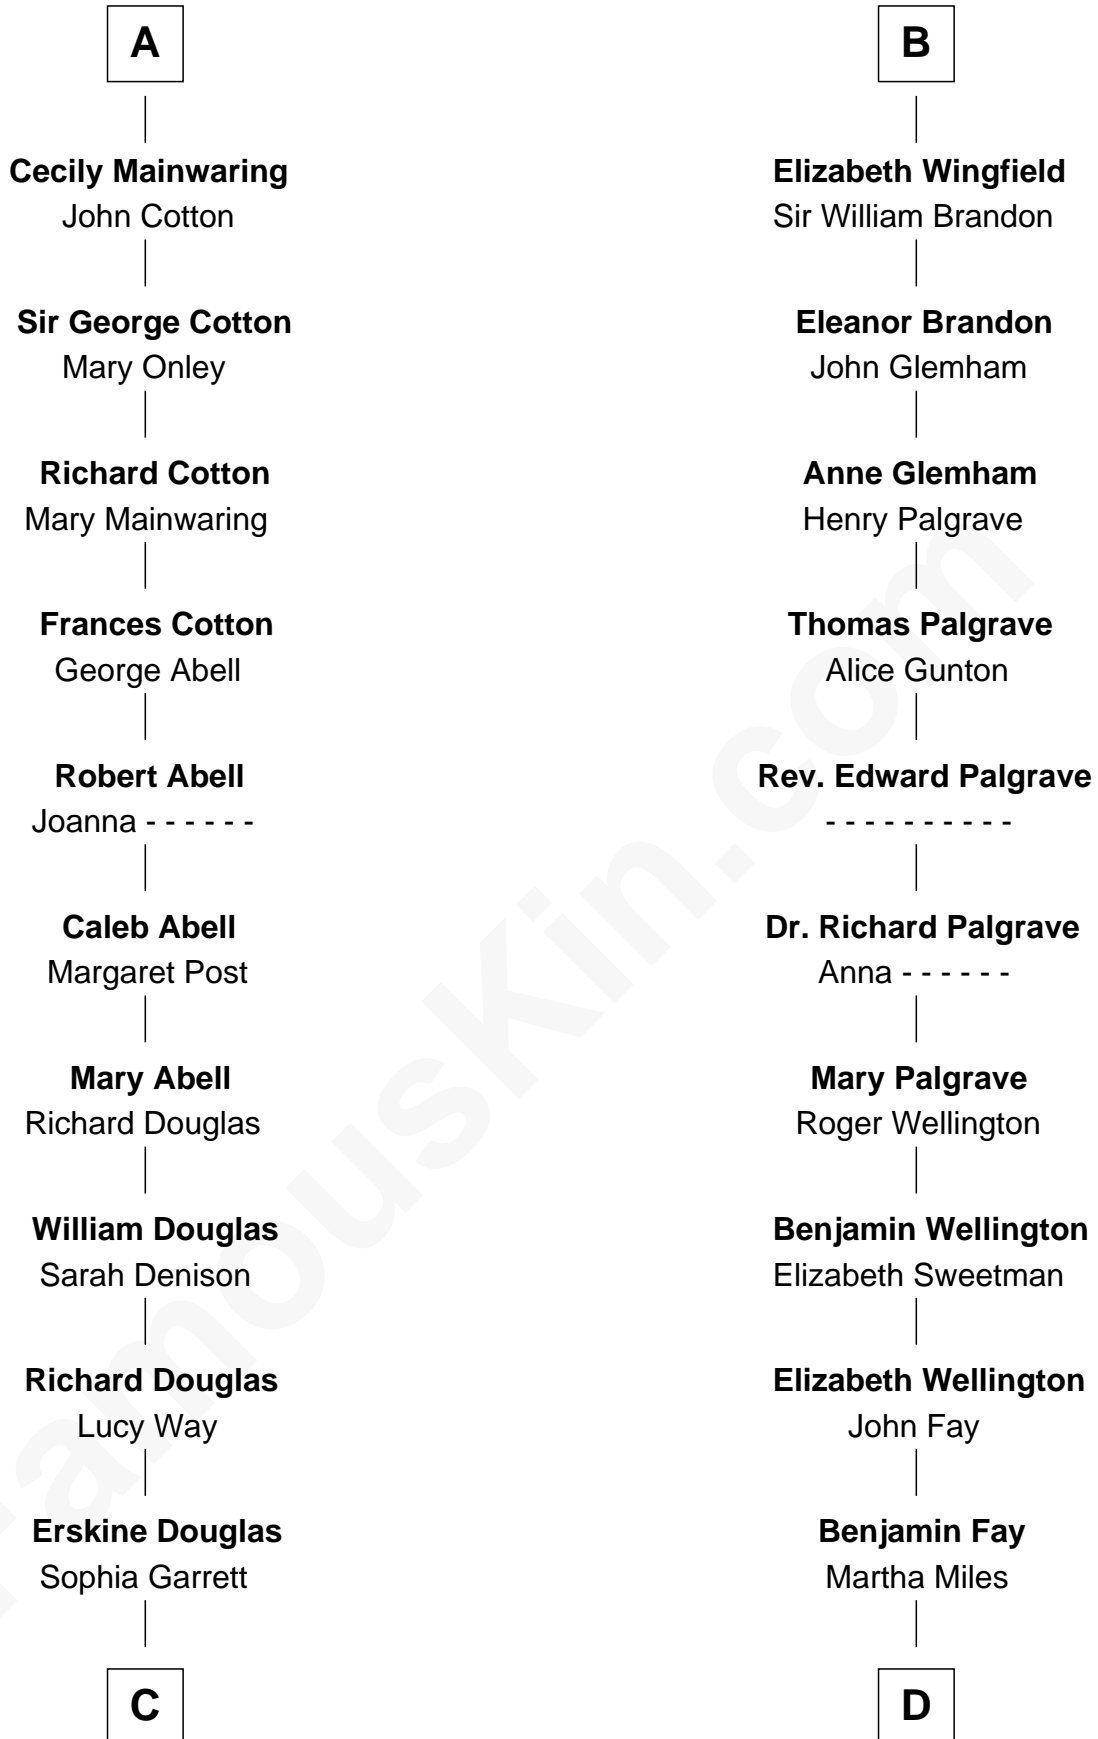 A
Cecily Mainwaring
John Cotton
Sir George Cotton
Mary Onley
Richard Cotton
Mary Mainwaring
Frances Cotton
George Abell
Robert Abell
Joanna - - - - - -
Caleb Abell
Margaret Post
Mary Abell
Richard Douglas
William Douglas
Sarah Denison
Richard Douglas
Lucy Way
Erskine Douglas
Sophia Garrett
C
B
Elizabeth Wingfield
Sir William Brandon
Eleanor Brandon
John Glemham
Anne Glemham
Henry Palgrave
Thomas Palgrave
Alice Gunton
Rev. Edward Palgrave
- - - - - - - - - -
Dr. Richard Palgrave
Anna - - - - - -
Mary Palgrave
Roger Wellington
Benjamin Wellington
Elizabeth Sweetman
Elizabeth Wellington
John Fay
Benjamin Fay
Martha Miles
D
FamousKin.com